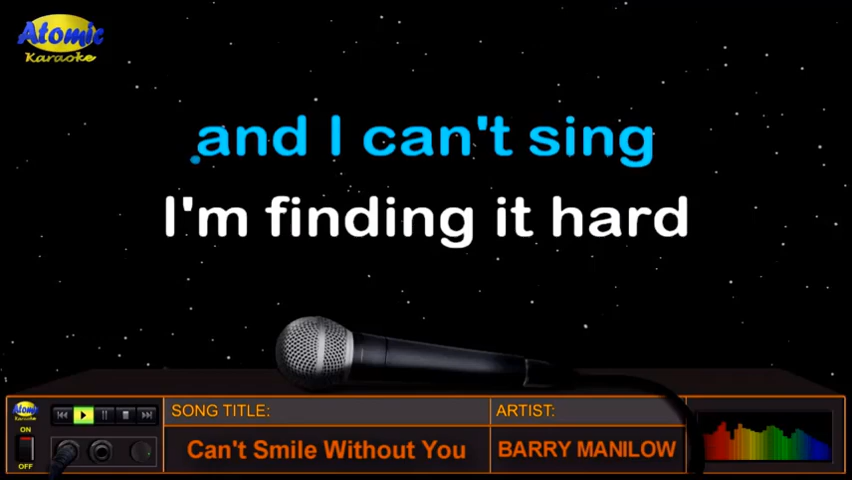 Atomic
Karaoke
and I can't sing
I'm finding it hard
Atomic
Karaoke
ON
OFF
SONG TITLE:
ARTIST:
Can't Smile Without You
BARRY MANILOW